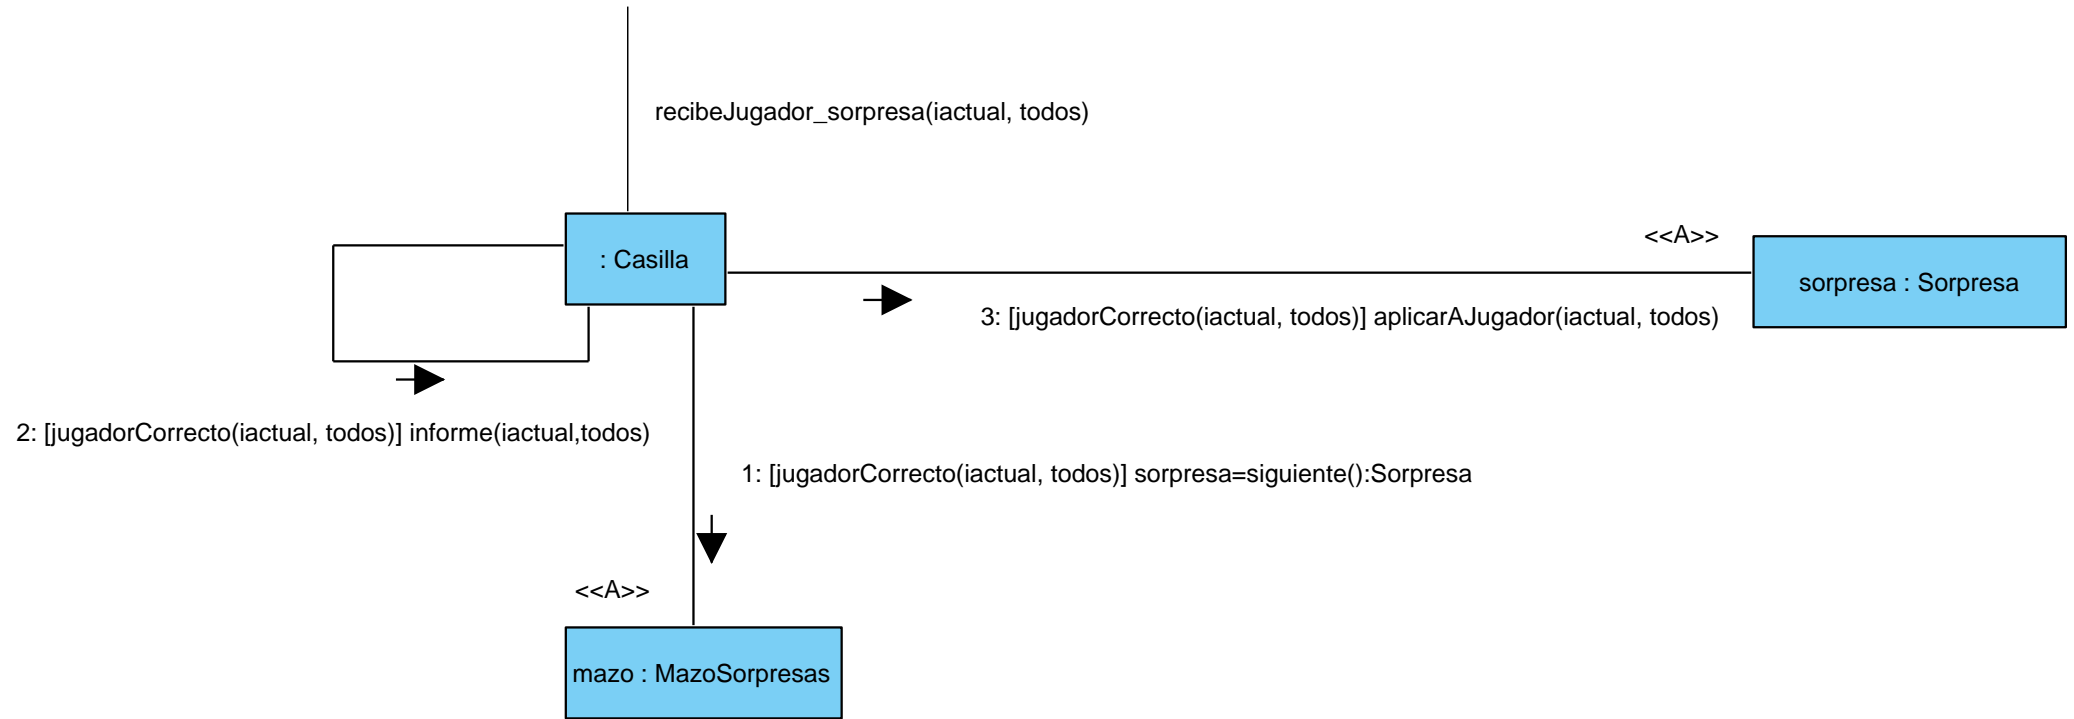 recibeJugador_sorpresa(iactual, todos)
: Casilla
<<A>>
sorpresa : Sorpresa
3: [jugadorCorrecto(iactual, todos)] aplicarAJugador(iactual, todos)
2: [jugadorCorrecto(iactual, todos)] informe(iactual,todos)
1: [jugadorCorrecto(iactual, todos)] sorpresa=siguiente():Sorpresa
<<A>>
mazo : MazoSorpresas